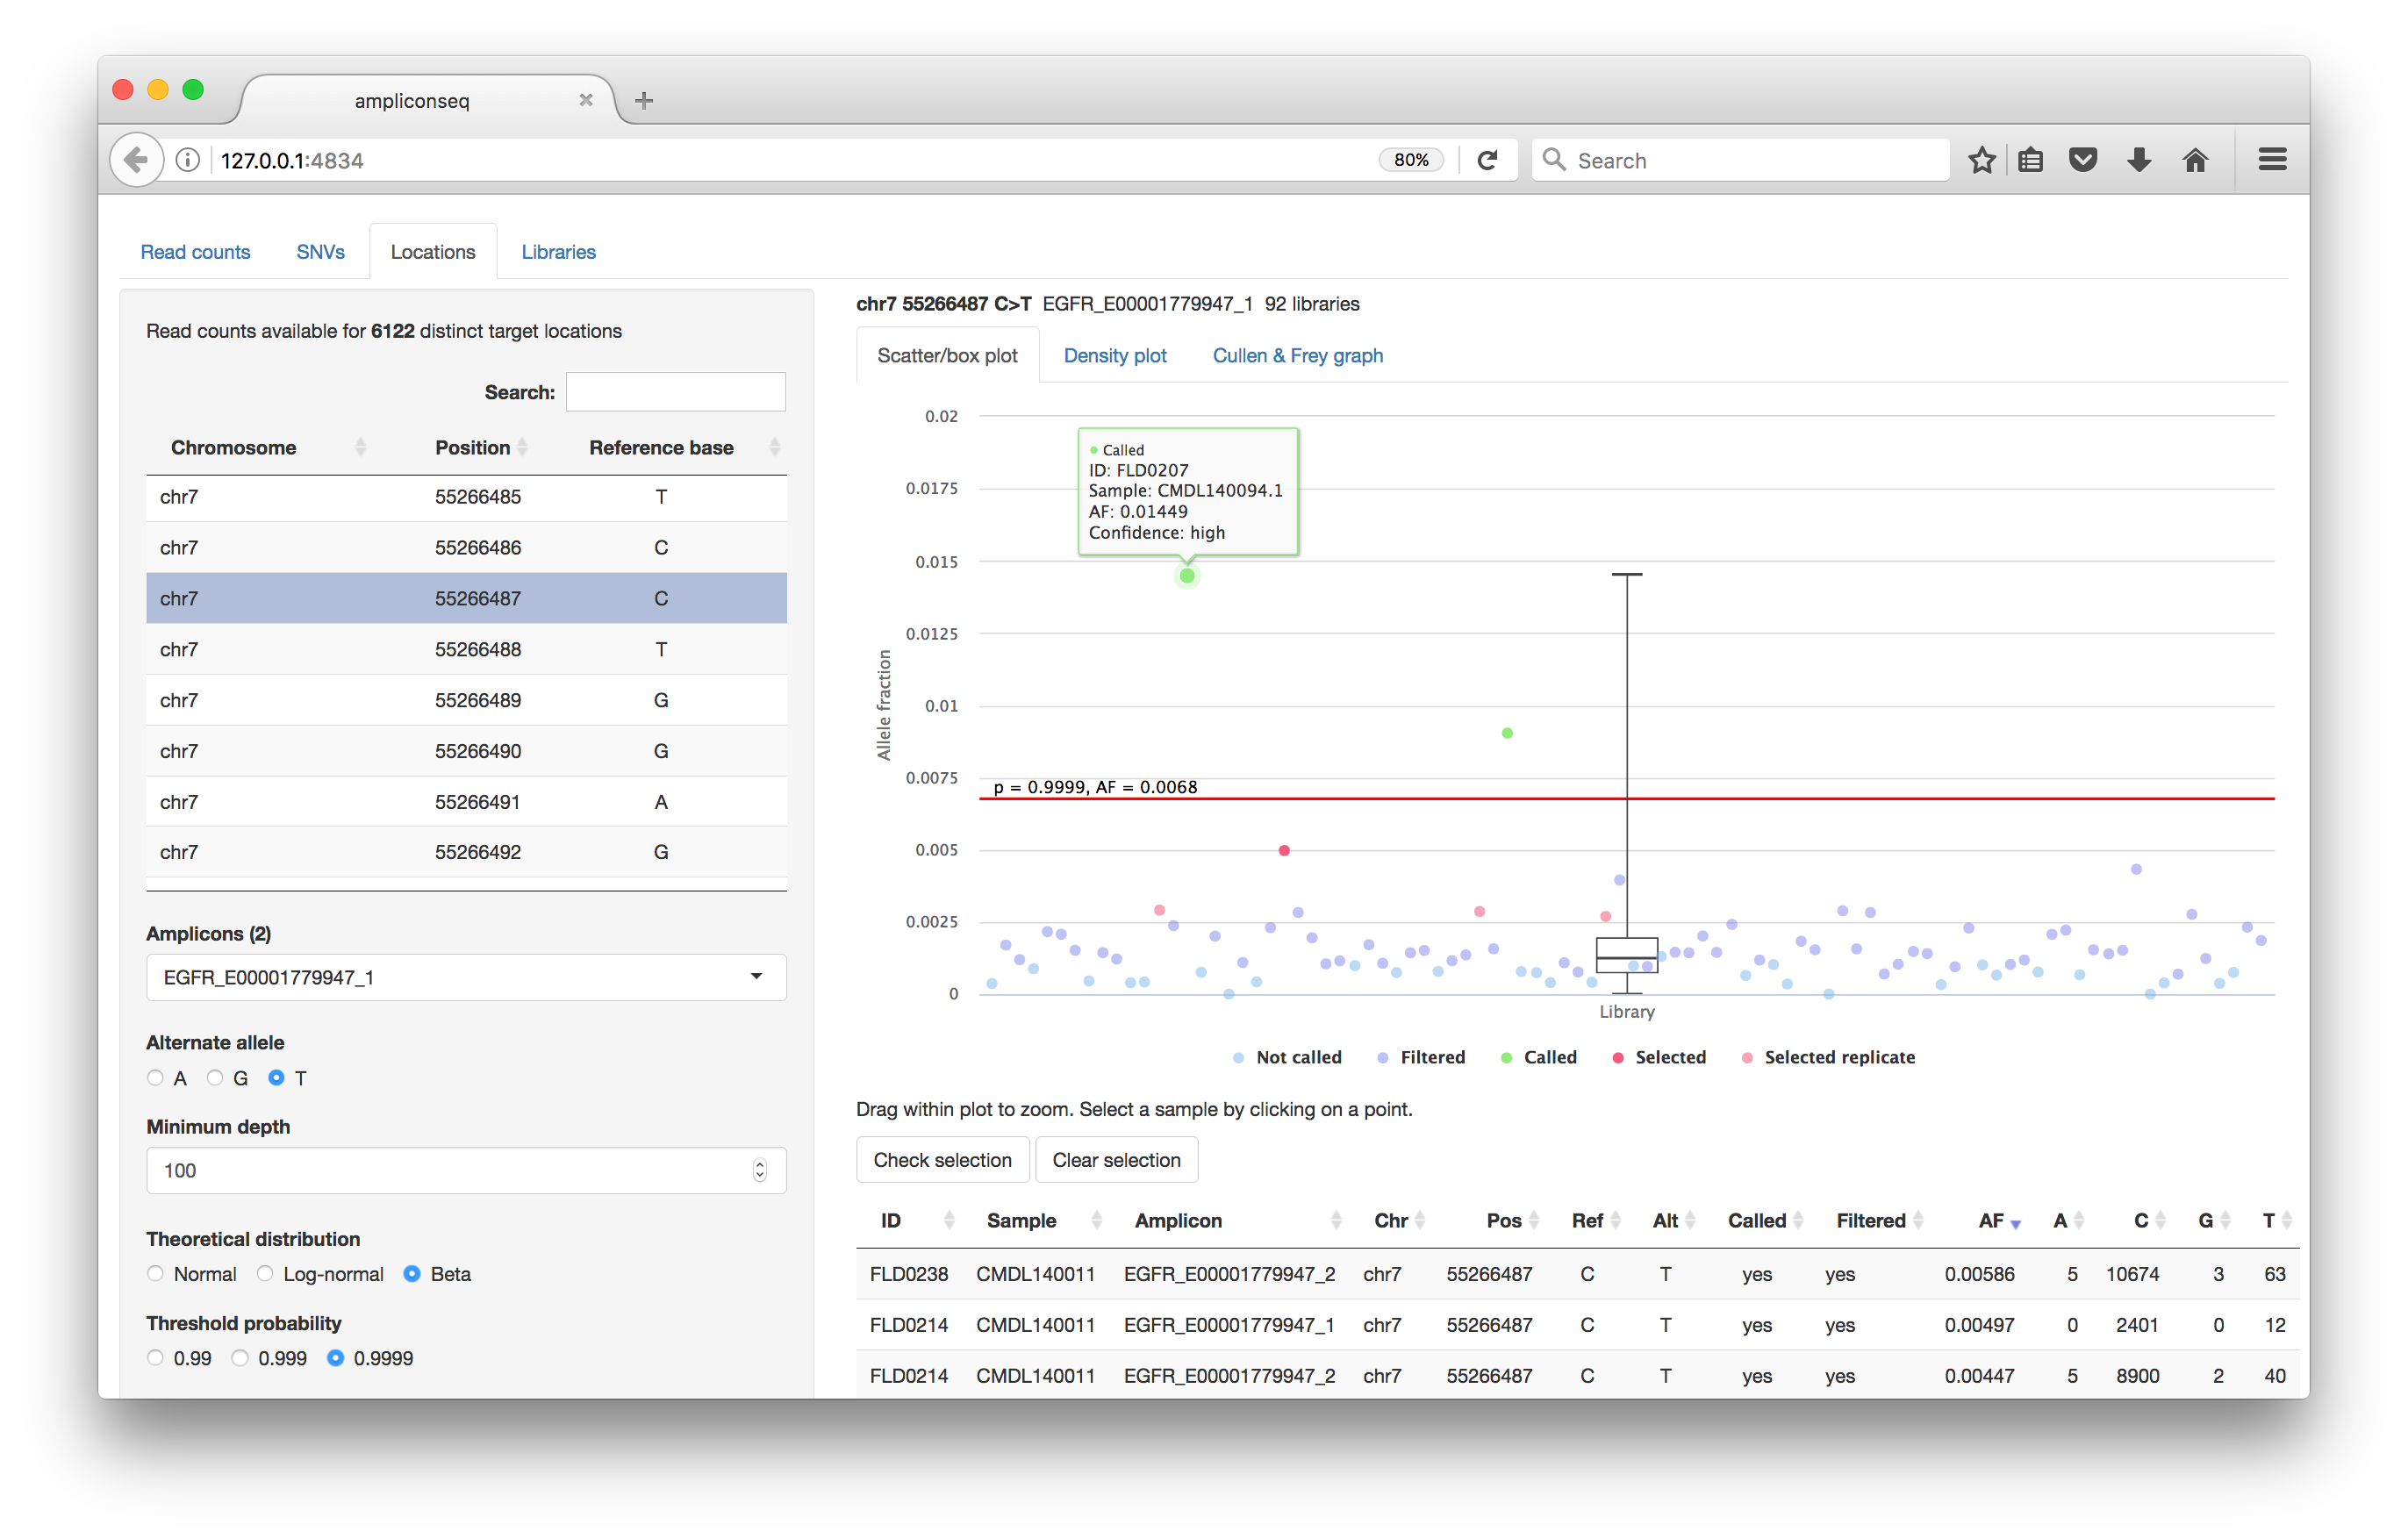 ampliconseq
127.0.0.1:4834
80%
Search
Read counts SNVs Locations Libraries
Read counts available for 6122 distinct target locations
Search:
Chromosome Position Reference base
chr7 55266485 T
chr7 55266486 C
chr7 55266487 C
chr7 55266488 T
chr7 55266489 G
chr7 55266490 G
chr7 55266491 A
chr7 55266492 G
Amplicons (2)
EGFR_E00001779947_1
Alternate allele
A G T
Minimum depth
100
Theoretical distribution
Normal Log-normal Beta
Threshold probability
0.99 0.999 0.9999
chr7 55266487 C>T EGFR_E00001779947_1 92 libraries
Scatter/box plot Density plot Cullen & Frey graph
0.02
0.0175
0.015
0.0125
0.01
0.0075
0.005
0.0025
0
Allele fraction
Called
ID: FLD0207
Sample: CMDL140094.1
AF: 0.01449
Confidence: high
p = 0.9999, AF = 0.0068
Library
Not called Filtered Called Selected Selected replicate
Drag within plot to zoom. Select a sample by clicking on a point.
Check selection Clear selection
ID Sample Amplicon Chr Pos Ref Alt Called Filtered AF A C G T
FLD0238 CMDL140011 EGFR_E00001779947_2 chr7 55266487 C T yes yes 0.00586 5 10674 3 63
FLD0214 CMDL140011 EGFR_E00001779947_1 chr7 55266487 C T yes yes 0.00497 0 2401 0 12
FLD0214 CMDL140011 EGFR_E00001779947_2 chr7 55266487 C T yes yes 0.00447 5 8900 2 40